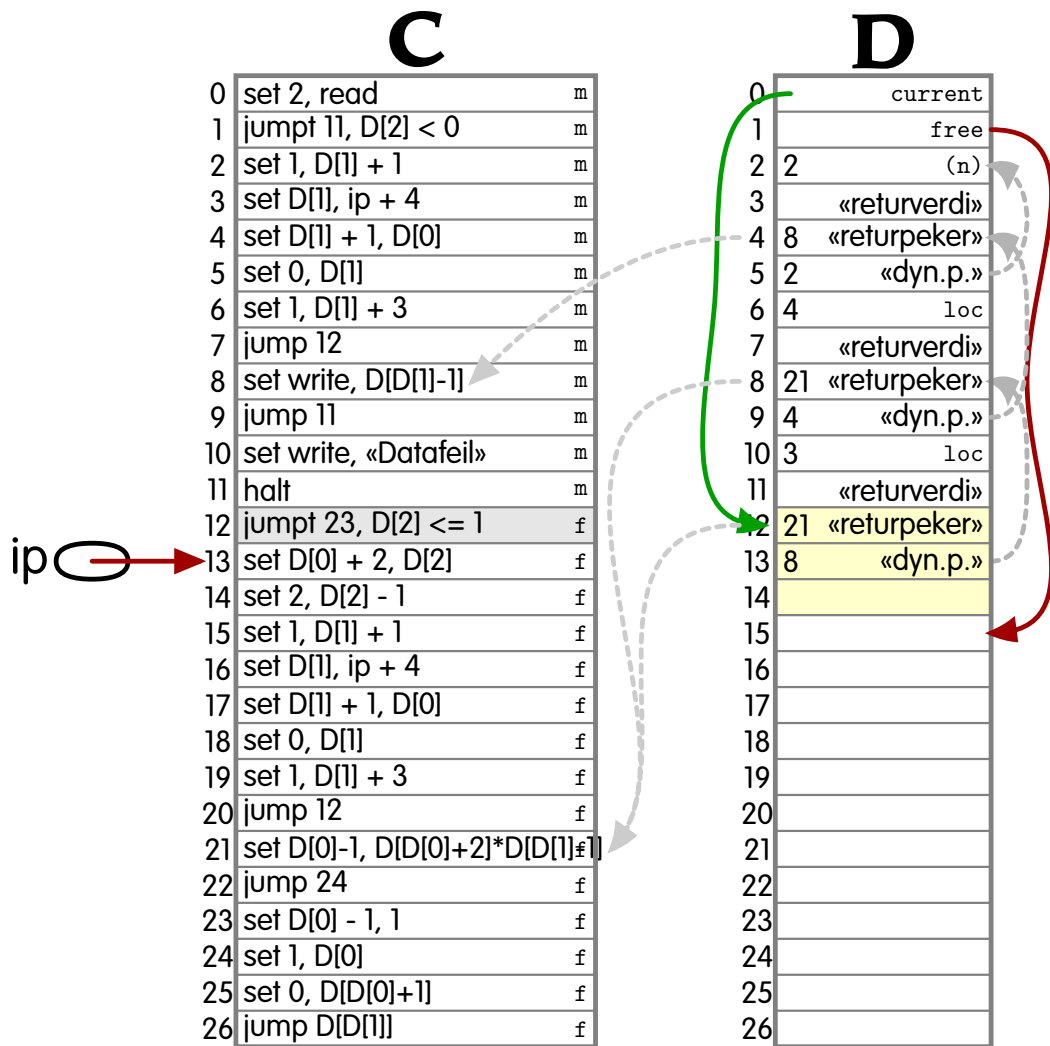 C D
0 set 2, read m
1 jumpt 11, D[2] < 0 m
2 set 1, D[1] + 1 m
3 set D[1], ip + 4 m
4 set D[1] + 1, D[0] m
5 set 0, D[1] m
6 set 1, D[1] + 3 m
7 jump 12 m
8 set write, D[D[1]-1] m
9 jump 11 m
10 set write, «Datafeil» m
11 halt m
12 jumpt 23, D[2] <= 1 f
ip 13 set D[0] + 2, D[2] f
14 set 2, D[2] - 1 f
15 set 1, D[1] + 1 f
16 set D[1], ip + 4 f
17 set D[1] + 1, D[0] f
18 set 0, D[1] f
19 set 1, D[1] + 3 f
20 jump 12 f
21 set D[0]-1, D[D[0]+2]*D[D[1]-1] f
22 jump 24 f
23 set D[0] - 1, 1 f
24 set 1, D[0] f
25 set 0, D[D[0]+1] f
26 jump D[D[1]] f
0 current
1 free
2 2 (n)
3 «returverdi»
4 8 «returpeker»
5 2 «dyn.p.»
6 4 loc
7 «returverdi»
8 21 «returpeker»
9 4 «dyn.p.»
10 3 loc
11 «returverdi»
12 21 «returpeker»
13 8 «dyn.p.»
14
15
16
17
18
19
20
21
22
23
24
25
26